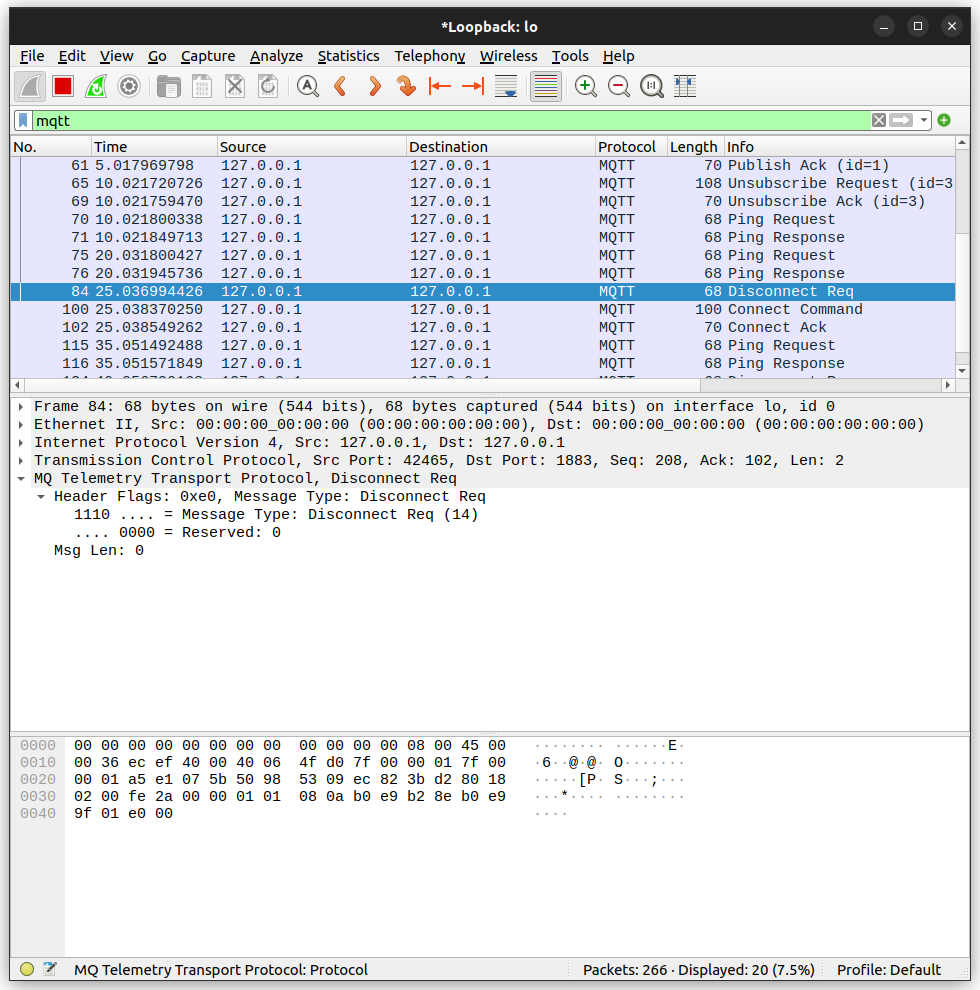 *Loopback: lo
File Edit View Go Capture Analyze Statistics Telephony Wireless Tools Help
mqtt
No. Time Source Destination Protocol Length Info
61 5.017969798 127.0.0.1 127.0.0.1 MQTT 70 Publish Ack (id=1)
65 10.021720726 127.0.0.1 127.0.0.1 MQTT 108 Unsubscribe Request (id=3
69 10.021759470 127.0.0.1 127.0.0.1 MQTT 70 Unsubscribe Ack (id=3)
70 10.021800338 127.0.0.1 127.0.0.1 MQTT 68 Ping Request
71 10.021849713 127.0.0.1 127.0.0.1 MQTT 68 Ping Response
75 20.031800427 127.0.0.1 127.0.0.1 MQTT 68 Ping Request
76 20.031945736 127.0.0.1 127.0.0.1 MQTT 68 Ping Response
84 25.036994426 127.0.0.1 127.0.0.1 MQTT 68 Disconnect Req
100 25.038370250 127.0.0.1 127.0.0.1 MQTT 100 Connect Command
102 25.038549262 127.0.0.1 127.0.0.1 MQTT 70 Connect Ack
115 35.051492488 127.0.0.1 127.0.0.1 MQTT 68 Ping Request
116 35.051571849 127.0.0.1 127.0.0.1 MQTT 68 Ping Response
Frame 84: 68 bytes on wire (544 bits), 68 bytes captured (544 bits) on interface lo, id 0
Ethernet II, Src: 00:00:00_00:00:00 (00:00:00:00:00:00), Dst: 00:00:00_00:00:00 (00:00:00:00:00:00)
Internet Protocol Version 4, Src: 127.0.0.1, Dst: 127.0.0.1
Transmission Control Protocol, Src Port: 42465, Dst Port: 1883, Seq: 208, Ack: 102, Len: 2
MQ Telemetry Transport Protocol, Disconnect Req
Header Flags: 0xe0, Message Type: Disconnect Req
1110 .... = Message Type: Disconnect Req (14)
.... 0000 = Reserved: 0
Msg Len: 0
0000 00 00 00 00 00 00 00 00 00 00 00 00 08 00 45 00 ········ ······E·
0010 00 36 ec ef 40 00 40 06 4f fd 7f 00 00 01 7f 00 ·6··@·@· O·······
0020 00 01 a5 e1 07 5b 50 98 53 09 ec 82 3b d2 80 18 ·····[P· S···;···
0030 02 00 fe 2a 00 00 01 01 08 0a b0 e9 b2 8e b0 e9 ···*···· ········
0040 9f 01 e0 00 ····
MQ Telemetry Transport Protocol: Protocol Packets: 266 · Displayed: 20 (7.5%) Profile: Default